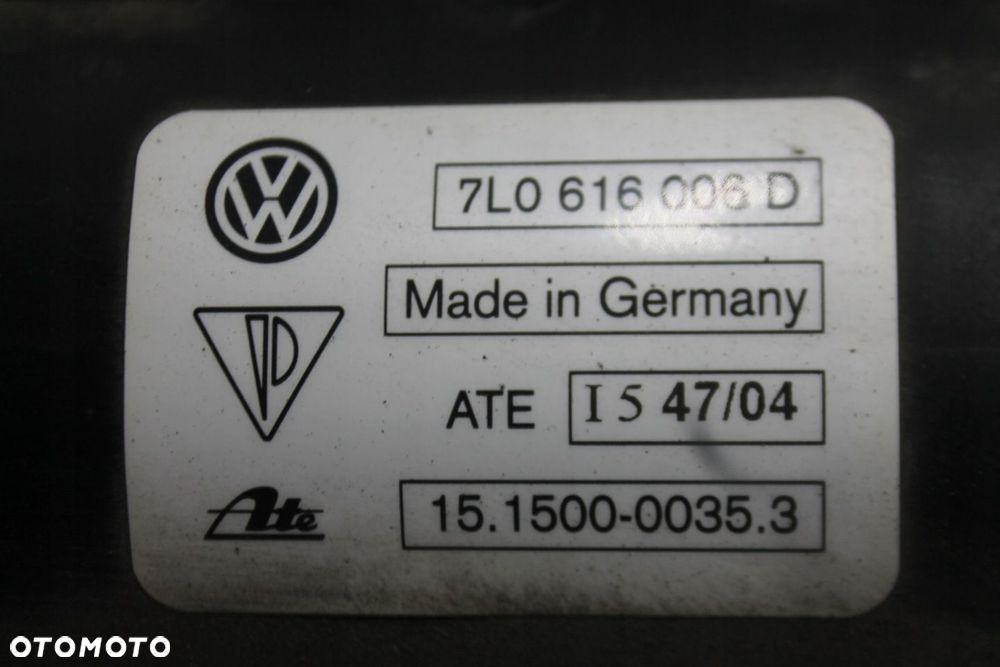 7L0 616 006 D
Made in Germany
ATE I 5 47/04
Ate 15.1500-0035.3
OTOMOTO